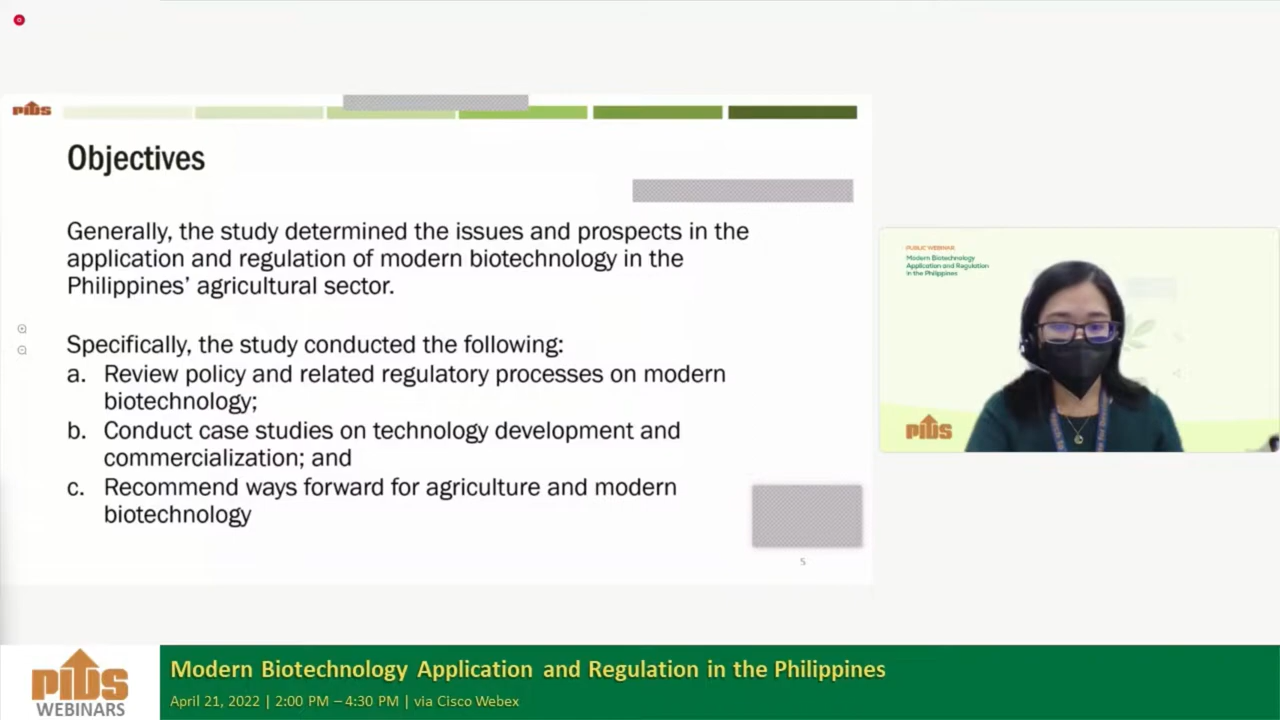 PIDS
Objectives
Generally, the study determined the issues and prospects in the
application and regulation of modern biotechnology in the
Philippines’ agricultural sector.
Specifically, the study conducted the following:
a. Review policy and related regulatory processes on modern
biotechnology;
b. Conduct case studies on technology development and
commercialization; and
c. Recommend ways forward for agriculture and modern
biotechnology
5
PUBLIC WEBINAR
Modern Biotechnology
Application and Regulation
in the Philippines
PIDS
PIDS
WEBINARS
Modern Biotechnology Application and Regulation in the Philippines
April 21, 2022 | 2:00 PM – 4:30 PM | via Cisco Webex